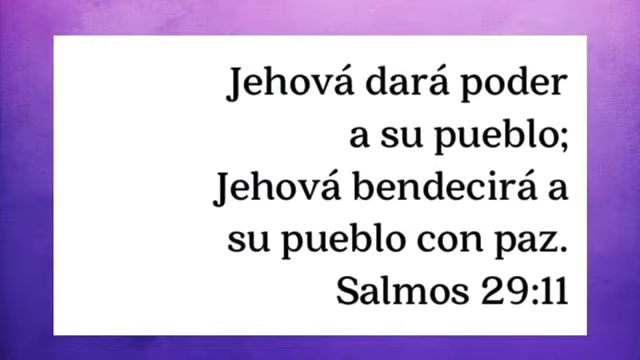 Jehová dará poder
a su pueblo;
Jehová bendecirá a
su pueblo con paz.
Salmos 29:11